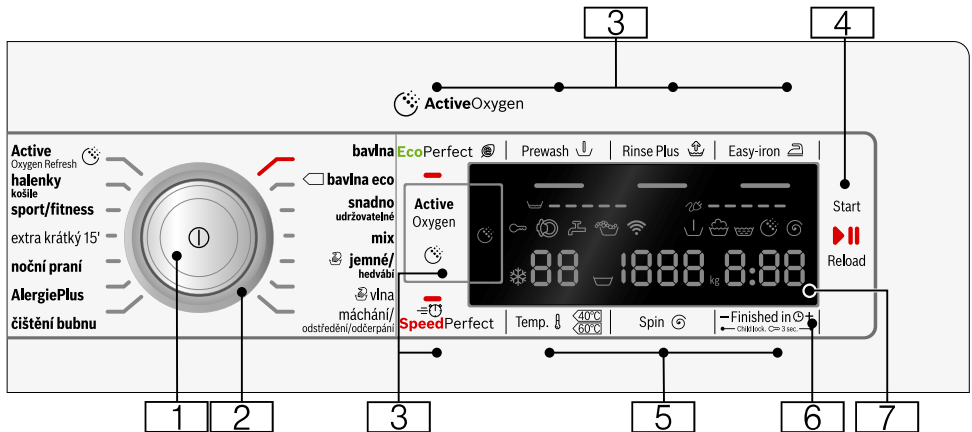 3
4
ActiveOxygen
Active
Oxygen Refresh
halenky
košile
sport/fitness
extra krátký 15'
noční praní
AlergiePlus
čištění bubnu
bavlna
bavlna eco
snadno
udržovatelné
mix
jemné/
hedvábí
vlna
máchání/
odstředění/odčerpání
EcoPerfect
Prewash
Rinse Plus
Easy-iron
Active
Oxygen
SpeedPerfect
88
1888 kg
8:88
Temp. 40°C
60°C
Spin
− Finished in +
Child lock. 3 sec.
Start
Reload
1
2
3
5
6
7